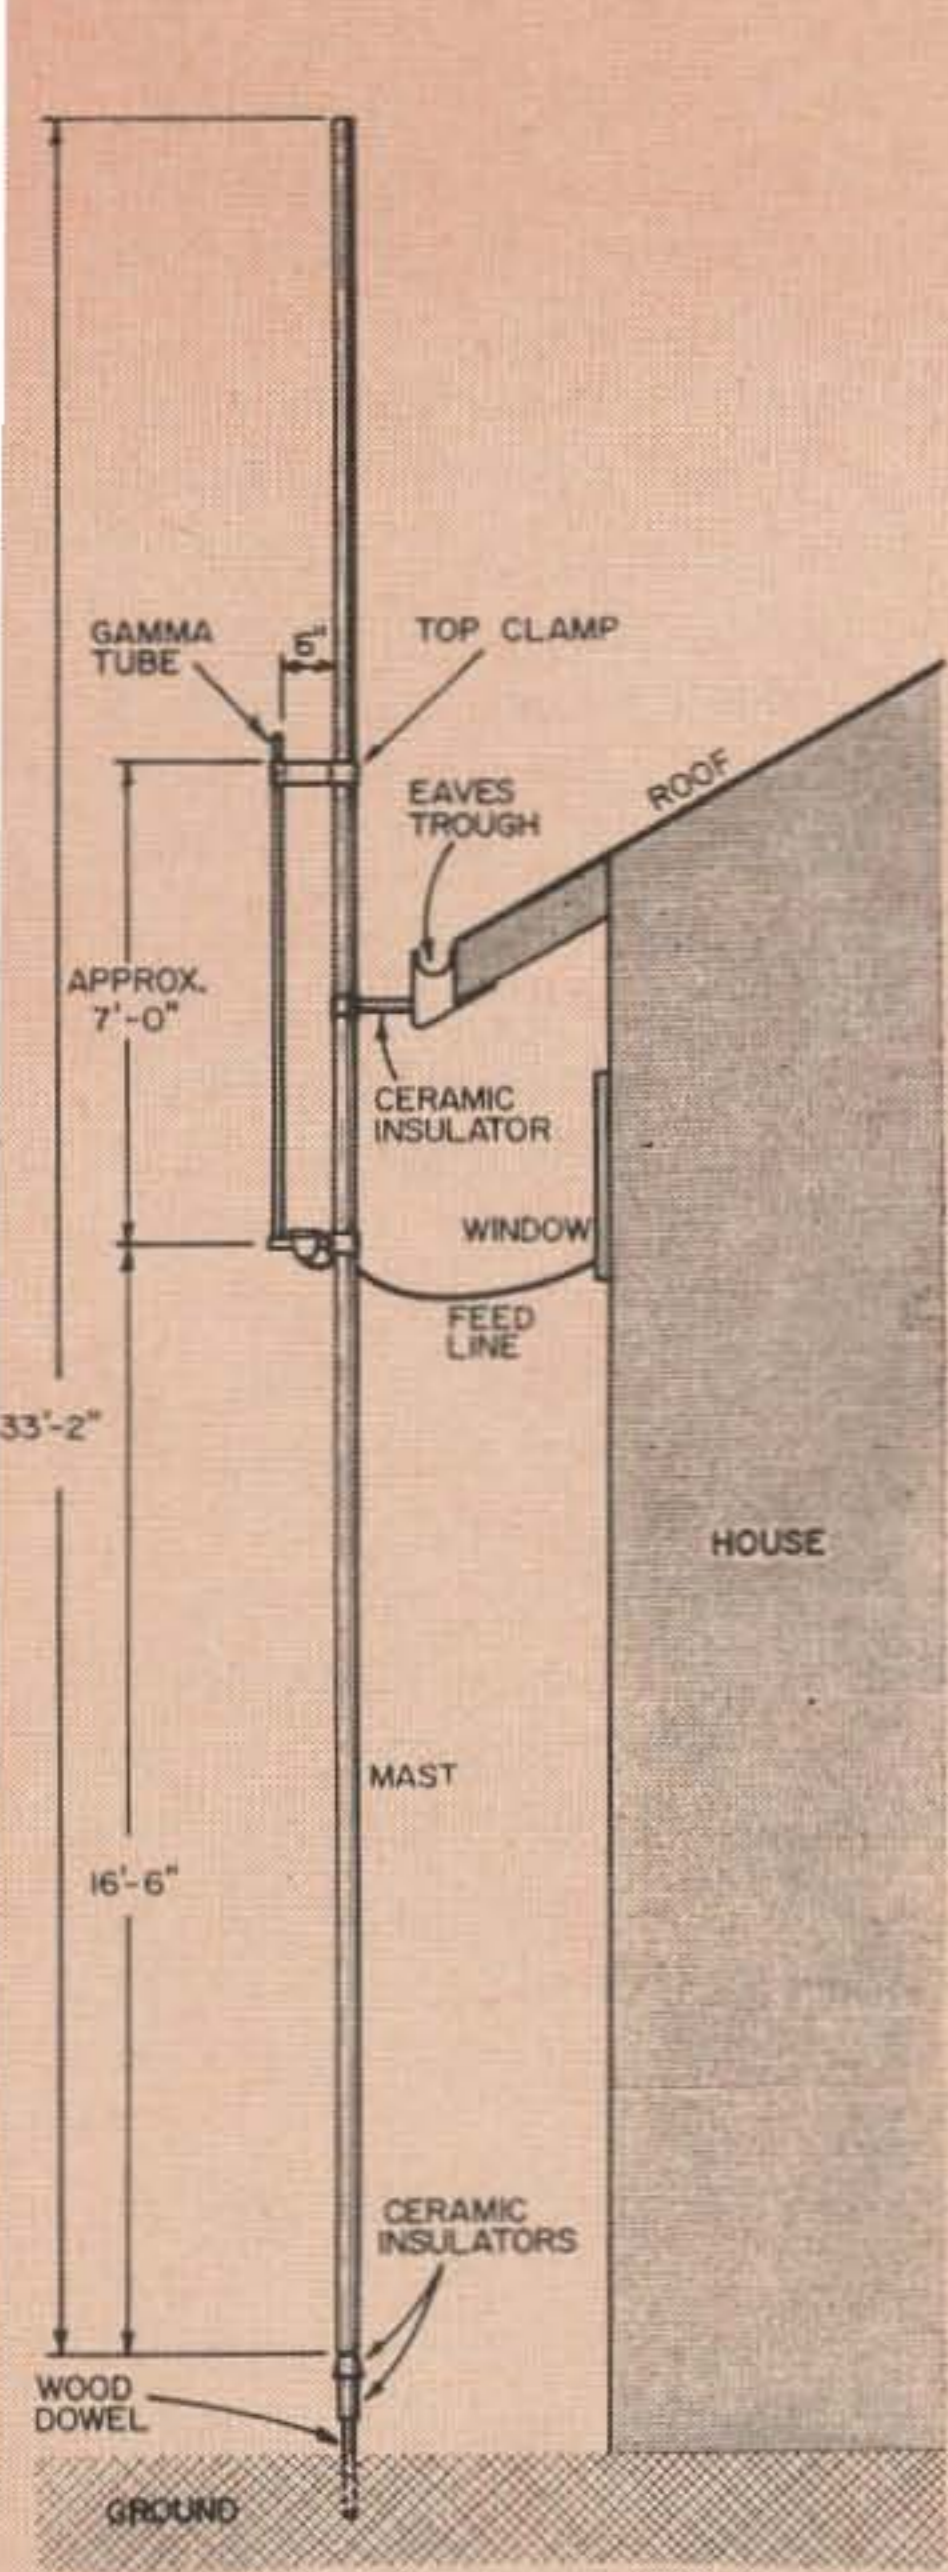 GAMMA
TUBE
6"
TOP CLAMP
EAVES
TROUGH
ROOF
APPROX.
7'-0"
CERAMIC
INSULATOR
WINDOW
FEED
LINE
33'-2"
HOUSE
MAST
16'-6"
CERAMIC
INSULATORS
WOOD
DOWEL
GROUND